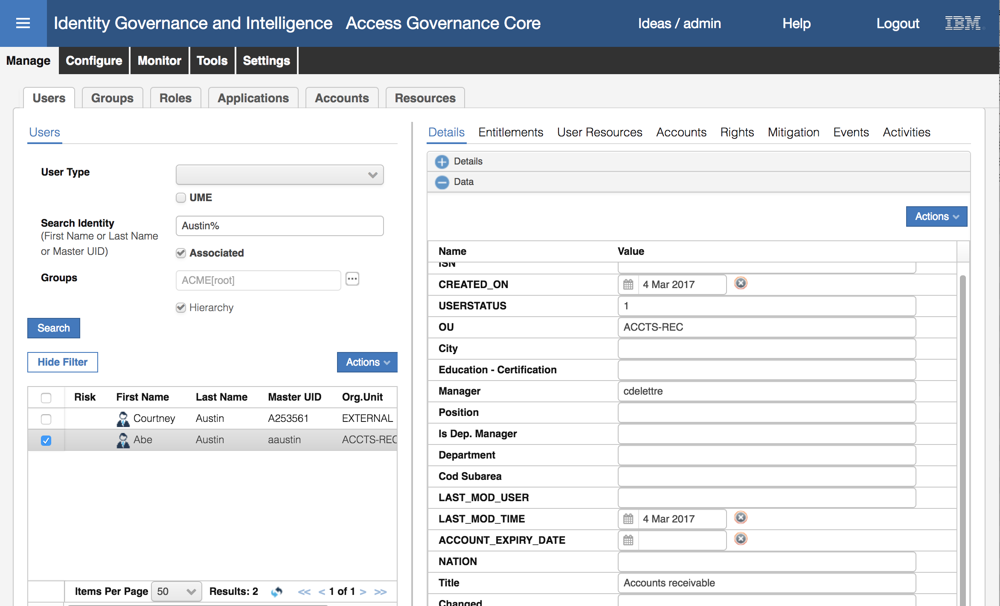 Identity Governance and Intelligence Access Governance Core Ideas / admin Help Logout IBM
Manage Configure Monitor Tools Settings
Users Groups Roles Applications Accounts Resources
Users
User Type
UME
Search Identity
(First Name or Last Name
or Master UID)
Austin%
Associated
Groups
ACME[root]
Hierarchy
Search
Hide Filter
Actions
Risk First Name Last Name Master UID Org.Unit
Courtney Austin A253561 EXTERNAL
Abe Austin aaustin ACCTS-REC
Items Per Page 50 Results: 2 << < 1 of 1 > >>
Details Entitlements User Resources Accounts Rights Mitigation Events Activities
Details
Data
Actions
Name Value
ISN
CREATED_ON 4 Mar 2017
USERSTATUS 1
OU ACCTS-REC
City
Education - Certification
Manager cdelettre
Position
Is Dep. Manager
Department
Cod Subarea
LAST_MOD_USER
LAST_MOD_TIME 4 Mar 2017
ACCOUNT_EXPIRY_DATE
NATION
Title Accounts receivable
Changed